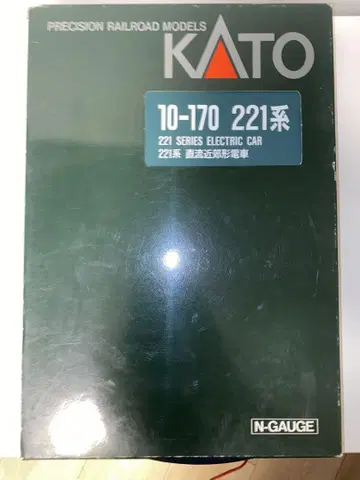 PRECISION RAILROAD MODELS
KATO
10-170 221系
221 SERIES ELECTRIC CAR
221系 直流近郊形電車
N-GAUGE